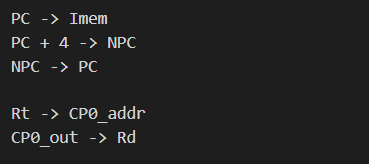 PC -> Imem
PC + 4 -> NPC
NPC -> PC
Rt -> CP0_addr
CP0_out -> Rd